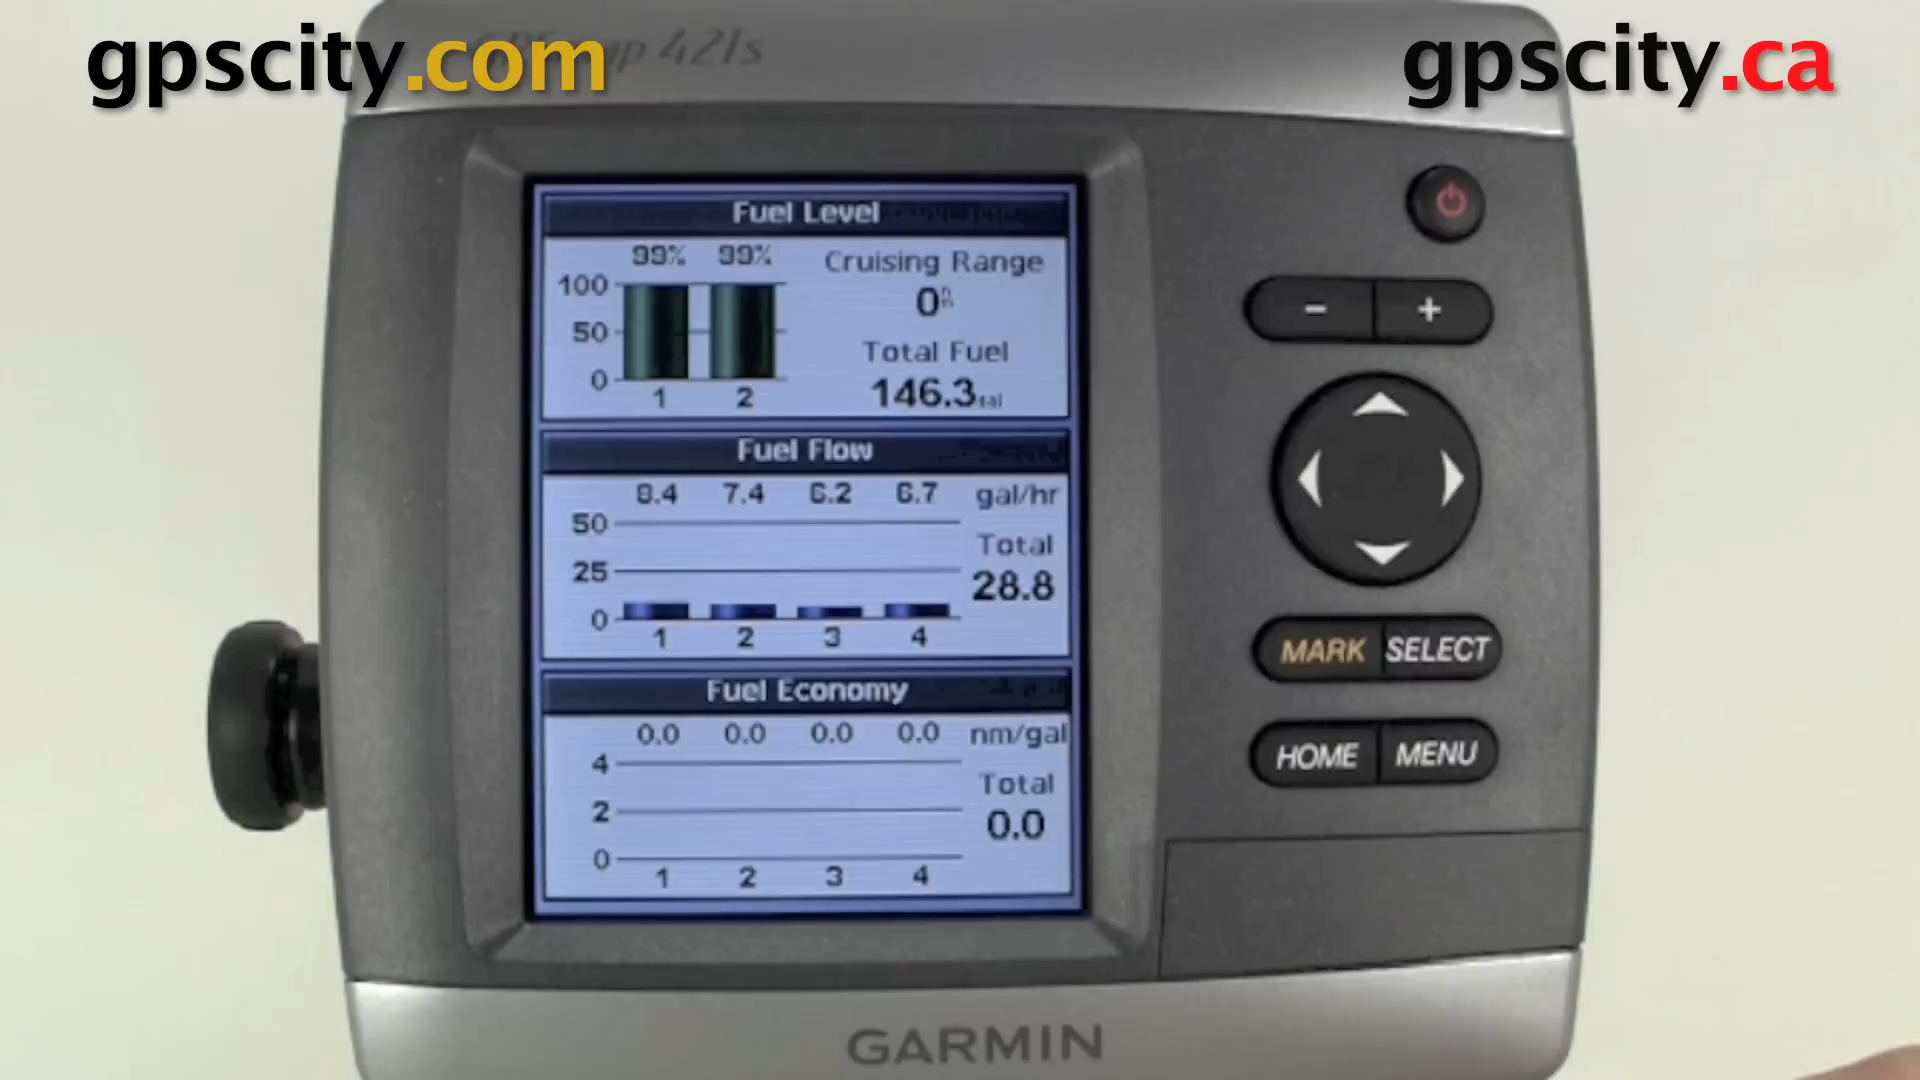 gpscity.com
gpscity.ca
421s
Fuel Level
99% 99%
Cruising Range
100
0
50
Total Fuel
0
146.3
1 2
Fuel Flow
8.4 7.4 6.2 6.7 gal/hr
50
Total
25
28.8
0
1 2 3 4
Fuel Economy
0.0 0.0 0.0 0.0 nm/gal
4
Total
2
0.0
0
1 2 3 4
- +
MARK SELECT
HOME MENU
GARMIN